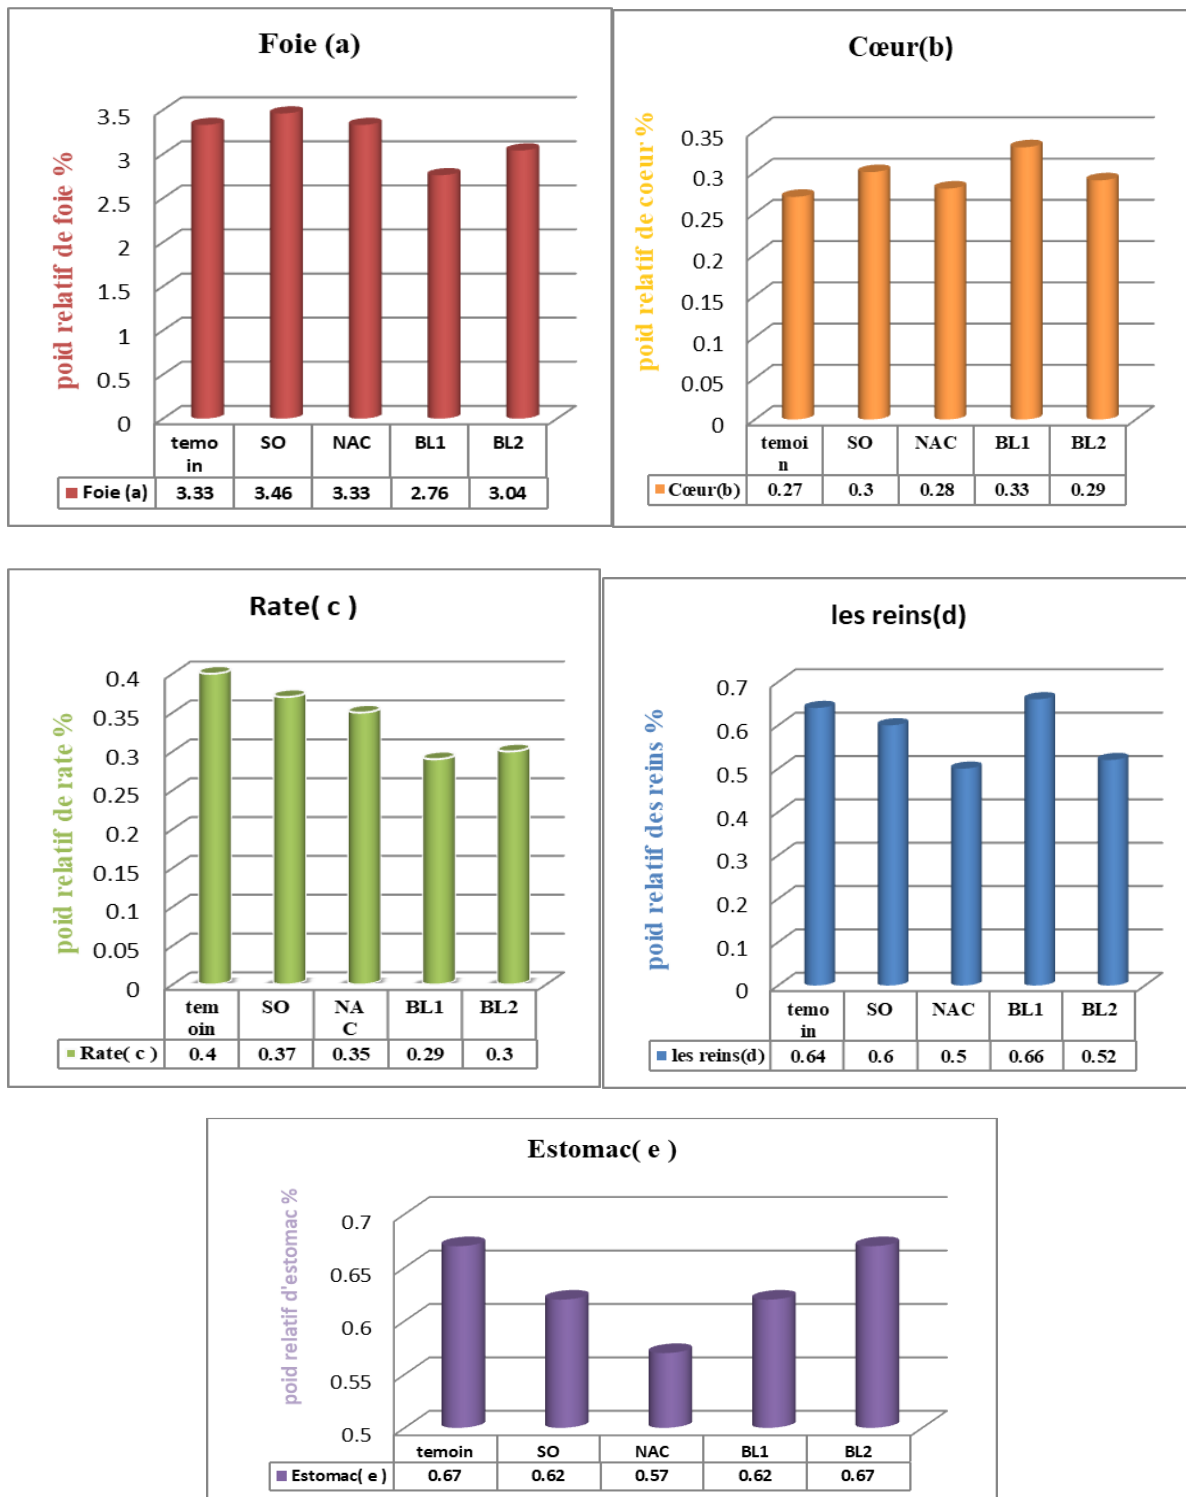 Foie (a)
poid relatif de foie %
3.5
3
2.5
2
1.5
1
0.5
0
temo
in
SO
NAC
BL1
BL2
Foie (a)
3.33
3.46
3.33
2.76
3.04
Cœur(b)
poid relatif de coeur %
0.35
0.3
0.25
0.2
0.15
0.1
0.05
0
temoi
n
SO
NAC
BL1
BL2
Cœur(b)
0.27
0.3
0.28
0.33
0.29
Rate( c )
poid relatif de rate %
0.4
0.35
0.3
0.25
0.2
0.15
0.1
0.05
0
tem
oin
SO
NA
C
BL1
BL2
Rate( c )
0.4
0.37
0.35
0.29
0.3
les reins(d)
poid relatif des reins %
0.7
0.6
0.5
0.4
0.3
0.2
0.1
0
temo
in
SO
NAC
BL1
BL2
les reins(d)
0.64
0.6
0.5
0.66
0.52
Estomac( e )
poid relatif d'estomac %
0.7
0.65
0.6
0.55
0.5
temoin
SO
NAC
BL1
BL2
Estomac( e )
0.67
0.62
0.57
0.62
0.67